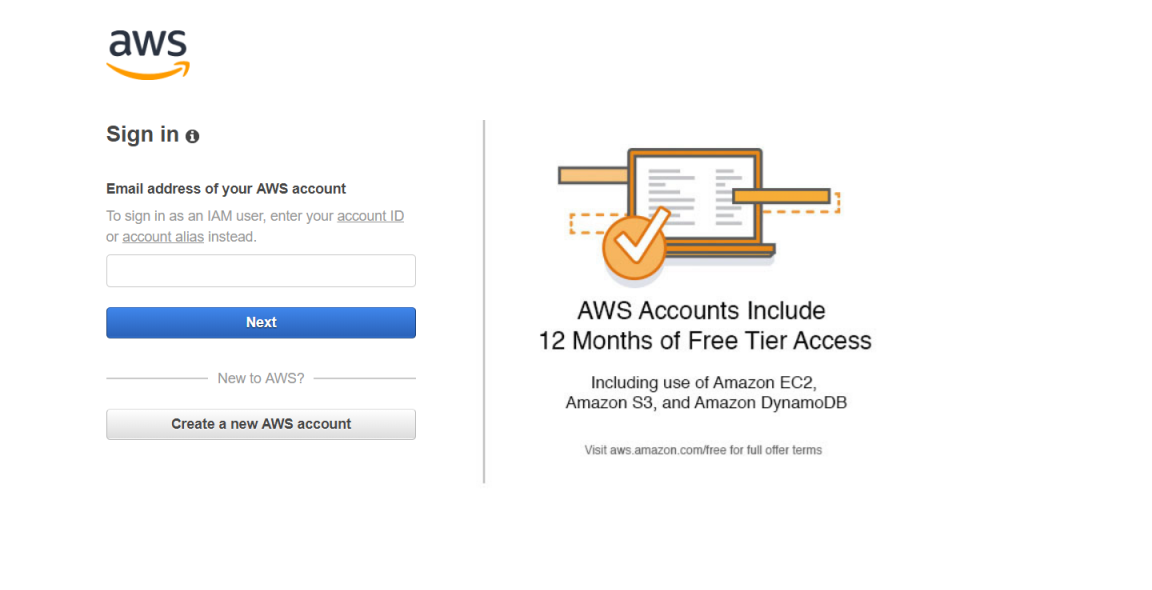 aws
Sign in
Email address of your AWS account
To sign in as an IAM user, enter your account ID
or account alias instead.
Next
New to AWS?
Create a new AWS account
AWS Accounts Include
12 Months of Free Tier Access
Including use of Amazon EC2,
Amazon S3, and Amazon DynamoDB
Visit aws.amazon.com/free for full offer terms